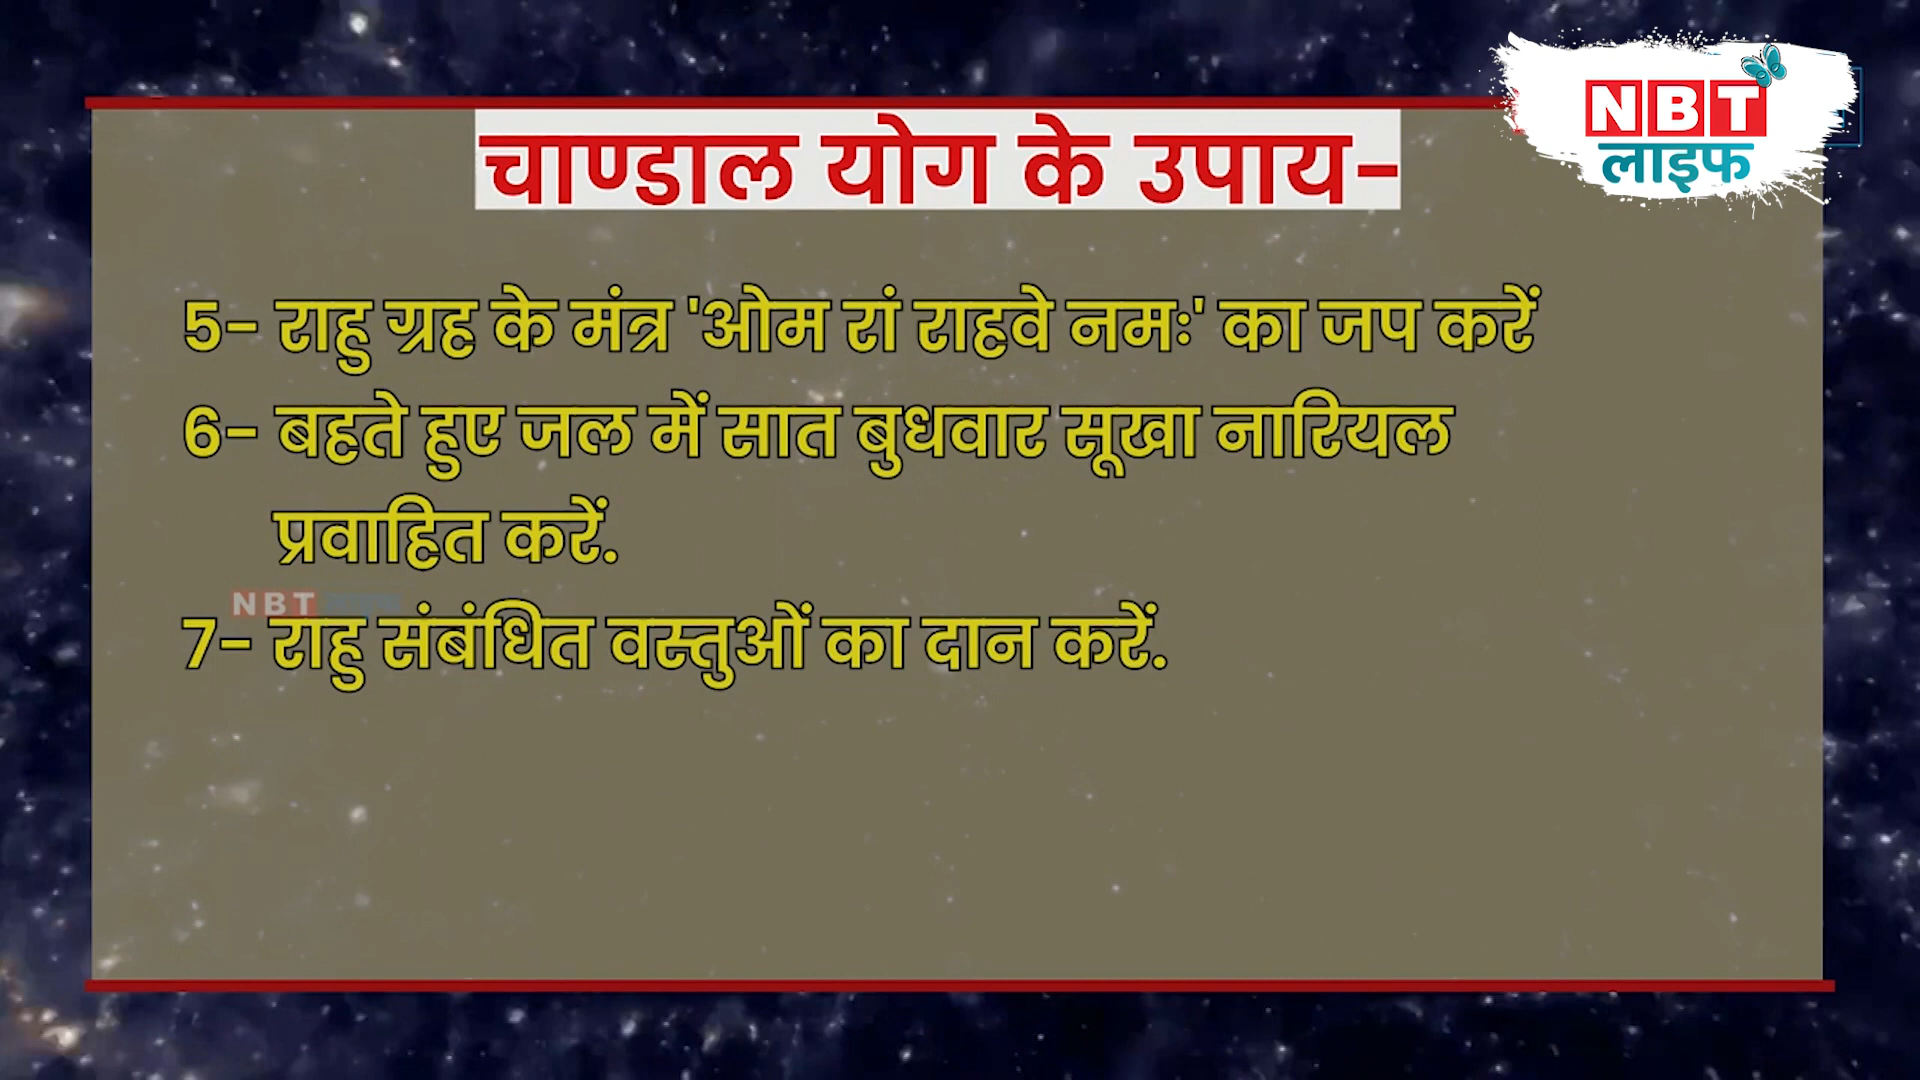 NBT
लाइफ
चाण्डाल योग के उपाय-
5- राहु ग्रह के मंत्र 'ओम रां राहवे नमः' का जप करें
6- बहते हुए जल में सात बुधवार सूखा नारियल
प्रवाहित करें.
NBT
7- राहु संबंधित वस्तुओं का दान करें.